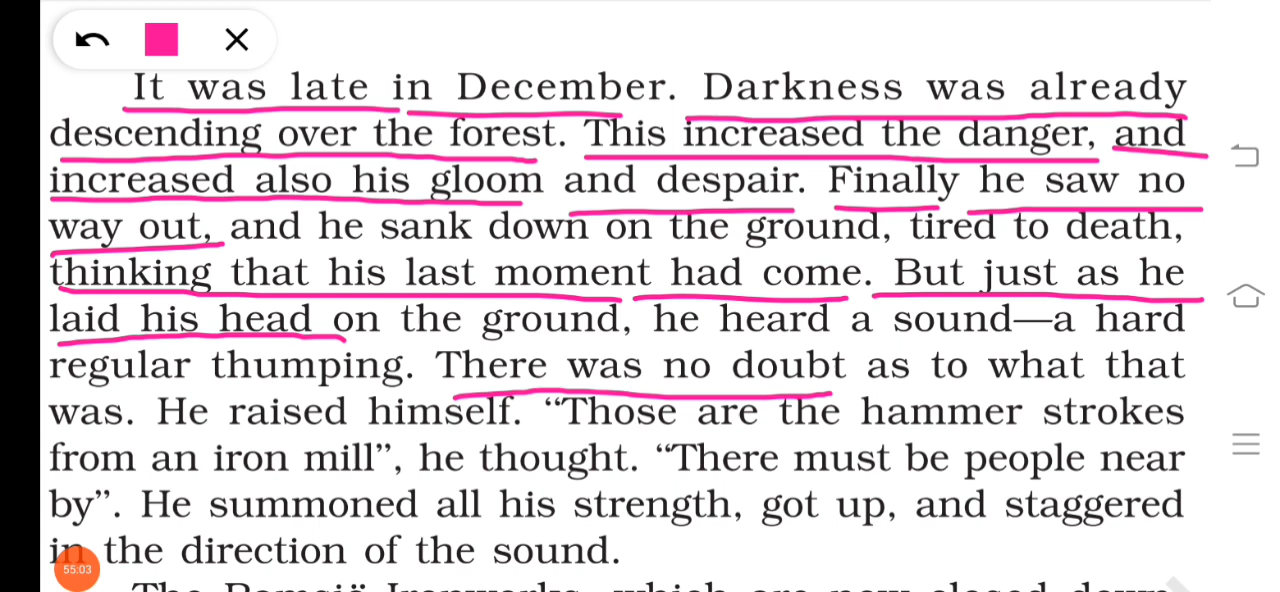 It was late in December. Darkness was already
descending over the forest. This increased the danger, and
increased also his gloom and despair. Finally he saw no
way out, and he sank down on the ground, tired to death,
thinking that his last moment had come. But just as he
laid his head on the ground, he heard a sound—a hard
regular thumping. There was no doubt as to what that
was. He raised himself. “Those are the hammer strokes
from an iron mill”, he thought. “There must be people near
by”. He summoned all his strength, got up, and staggered
in the direction of the sound.
55:03